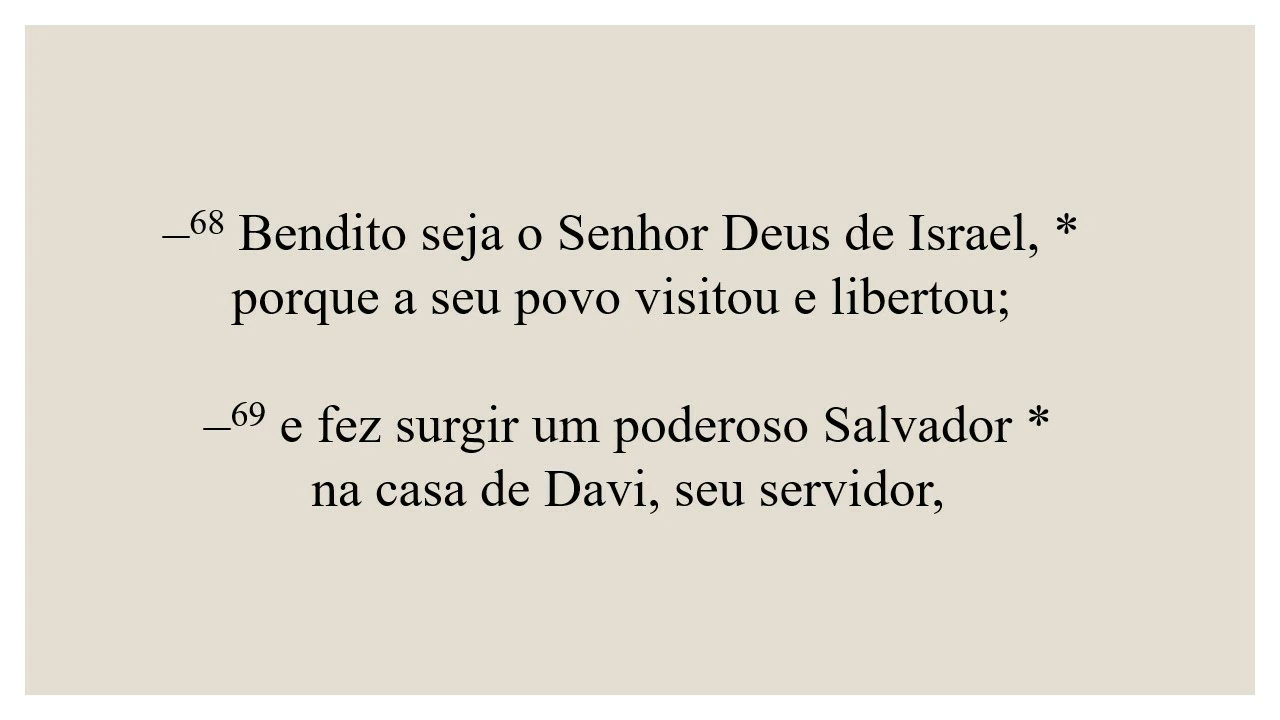 –⁶⁸ Bendito seja o Senhor Deus de Israel, *
porque a seu povo visitou e libertou;
–⁶⁹ e fez surgir um poderoso Salvador *
na casa de Davi, seu servidor,